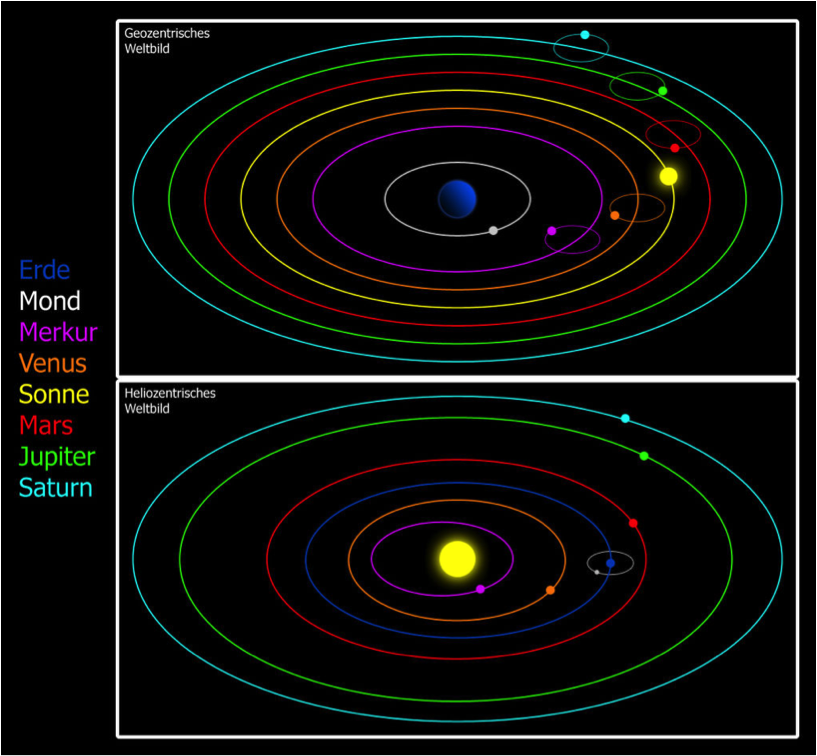 Geozentrisches
Weltbild
Erde
Mond
Merkur
Venus
Sonne
Mars
Jupiter
Saturn
Heliozentrisches
Weltbild